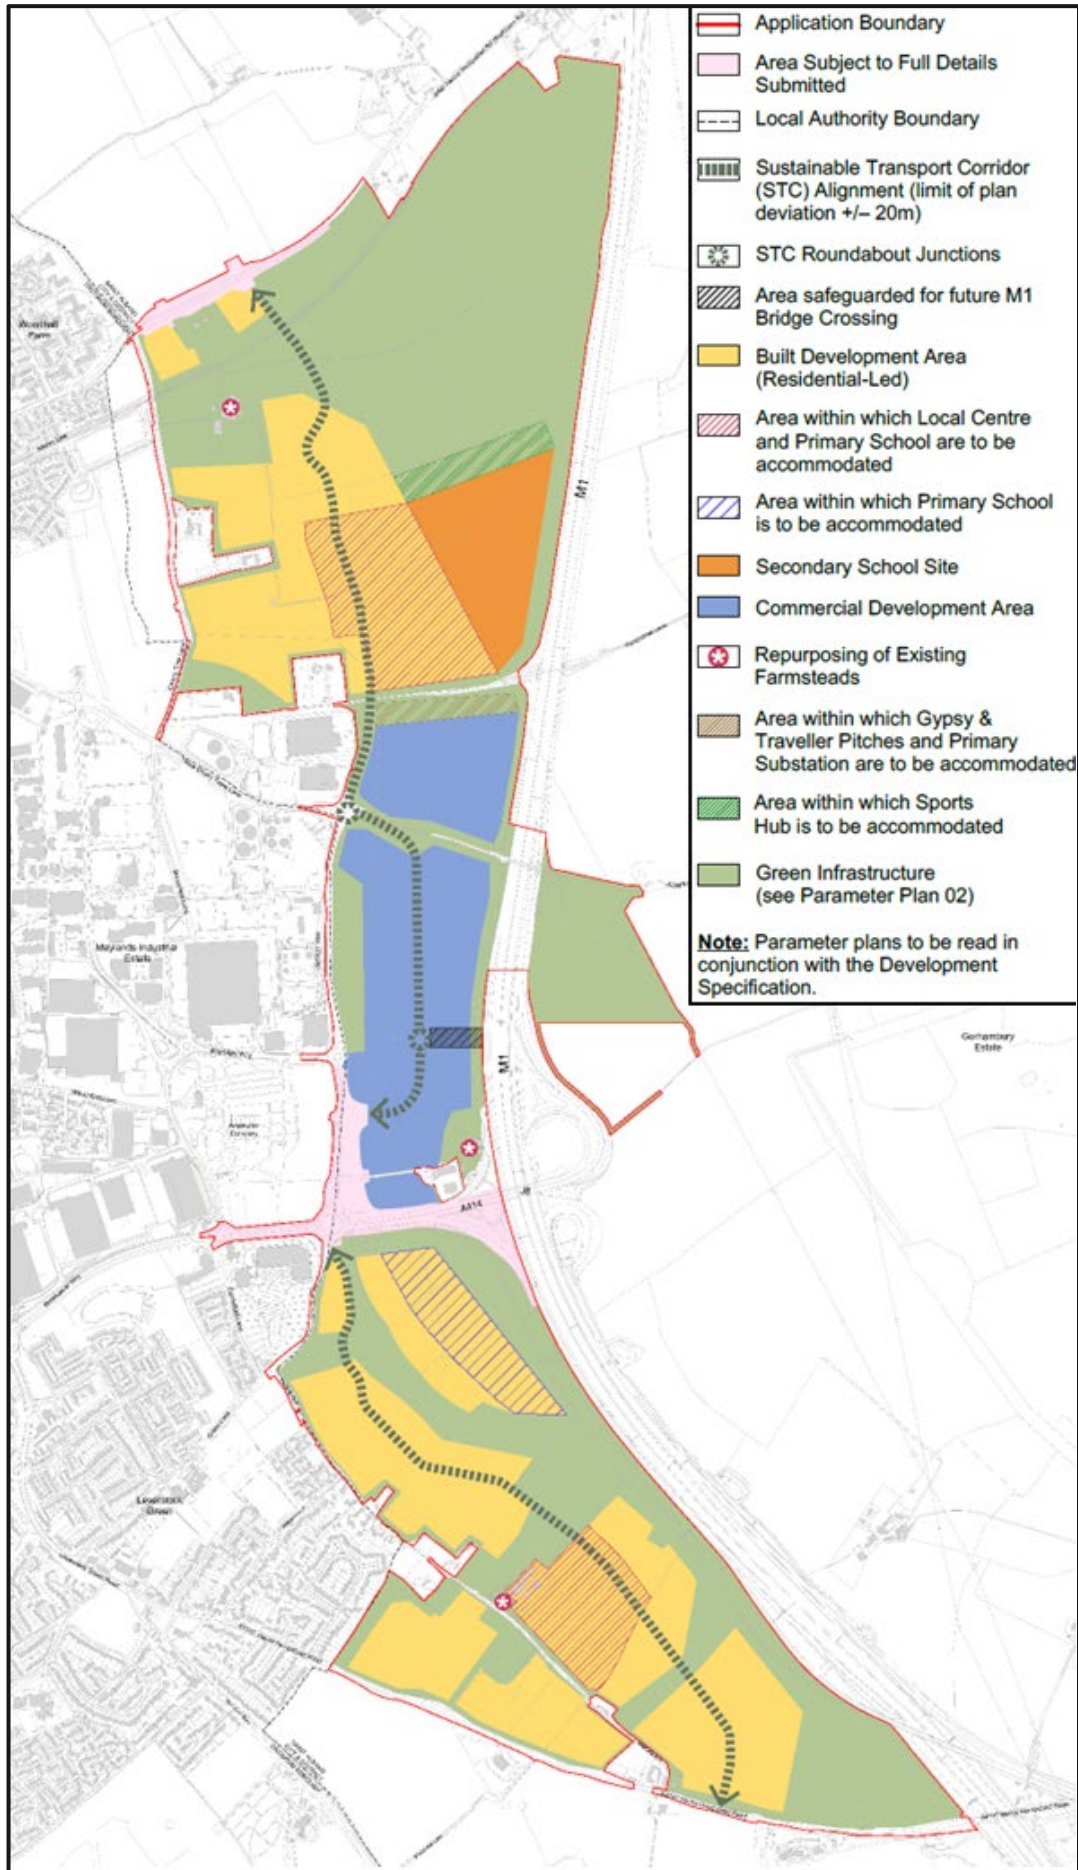 Application Boundary
Area Subject to Full Details
Submitted
Local Authority Boundary
Sustainable Transport Corridor
(STC) Alignment (limit of plan
deviation +/– 20m)
STC Roundabout Junctions
Area safeguarded for future M1
Bridge Crossing
Built Development Area
(Residential-Led)
Area within which Local Centre
and Primary School are to be
accommodated
Area within which Primary School
is to be accommodated
Secondary School Site
Commercial Development Area
Repurposing of Existing
Farmsteads
Area within which Gypsy &
Traveller Pitches and Primary
Substation are to be accommodated
Area within which Sports
Hub is to be accommodated
Green Infrastructure
(see Parameter Plan 02)
Note: Parameter plans to be read in
conjunction with the Development
Specification.
Woodhall
Farm
M1
Maylands Industrial
Estate
Gorhambury
Estate
M1
A414
J8
Leverstock
Green